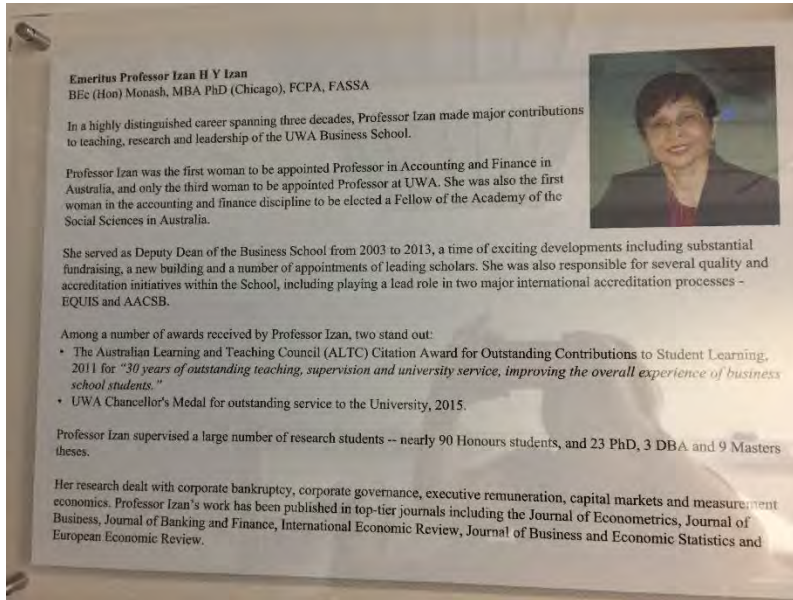 Emeritus Professor Izan H Y Izan
BEc (Hon) Monash, MBA PhD (Chicago), FCPA, FASSA
In a highly distinguished career spanning three decades, Professor Izan made major contributions
to teaching, research and leadership of the UWA Business School.
Professor Izan was the first woman to be appointed Professor in Accounting and Finance in
Australia, and only the third woman to be appointed Professor at UWA. She was also the first
woman in the accounting and finance discipline to be elected a Fellow of the Academy of the
Social Sciences in Australia.
She served as Deputy Dean of the Business School from 2003 to 2013, a time of exciting developments including substantial
fundraising, a new building and a number of appointments of leading scholars. She was also responsible for several quality and
accreditation initiatives within the School, including playing a lead role in two major international accreditation processes –
EQUIS and AACSB.
Among a number of awards received by Professor Izan, two stand out:
• The Australian Learning and Teaching Council (ALTC) Citation Award for Outstanding Contributions to Student Learning,
2011 for "30 years of outstanding teaching, supervision and university service, improving the overall experience of business
school students."
• UWA Chancellor's Medal for outstanding service to the University, 2015.
Professor Izan supervised a large number of research students -- nearly 90 Honours students, and 23 PhD, 3 DBA and 9 Masters
theses.
Her research dealt with corporate bankruptcy, corporate governance, executive remuneration, capital markets and measurement
economics. Professor Izan's work has been published in top-tier journals including the Journal of Econometrics, Journal of
Business, Journal of Banking and Finance, International Economic Review, Journal of Business and Economic Statistics and
European Economic Review.